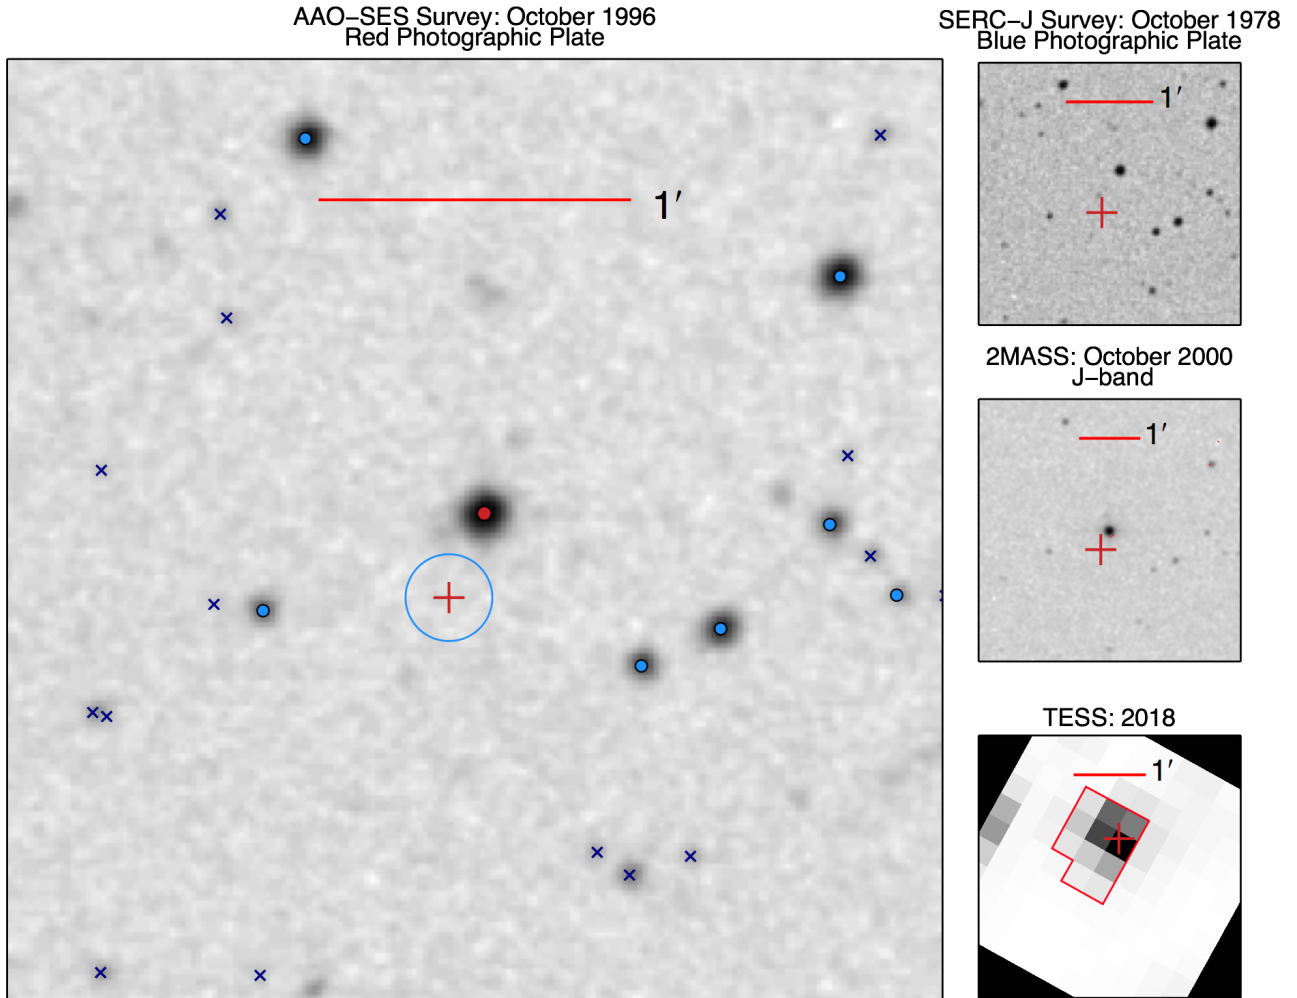 AAO–SES Survey: October 1996
Red Photographic Plate
1′
SERC–J Survey: October 1978
Blue Photographic Plate
1′
2MASS: October 2000
J–band
1′
TESS: 2018
1′